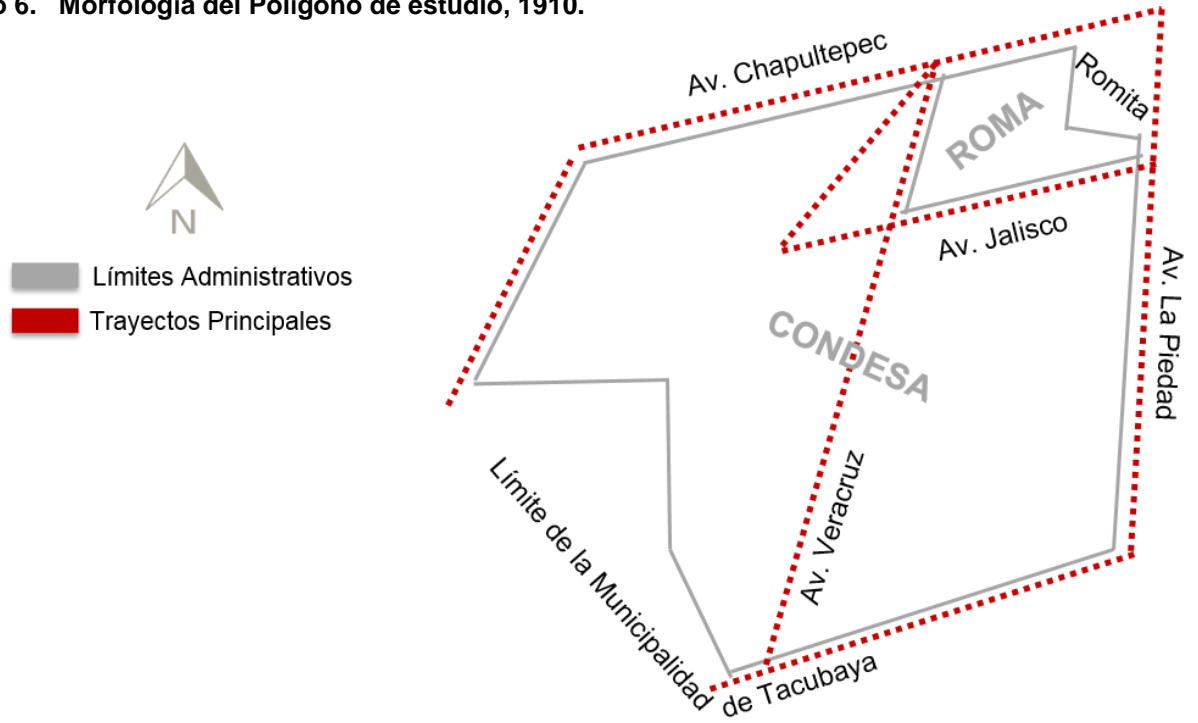 6. Morfología del Polígono de estudio, 1910.
Av. Chapultepec
Romita
ROMA
N
Av. Jalisco
Límites Administrativos
Trayectos Principales
CONDESA
Av. La Piedad
Av. Veracruz
Límite de la Municipalidad
de Tacubaya